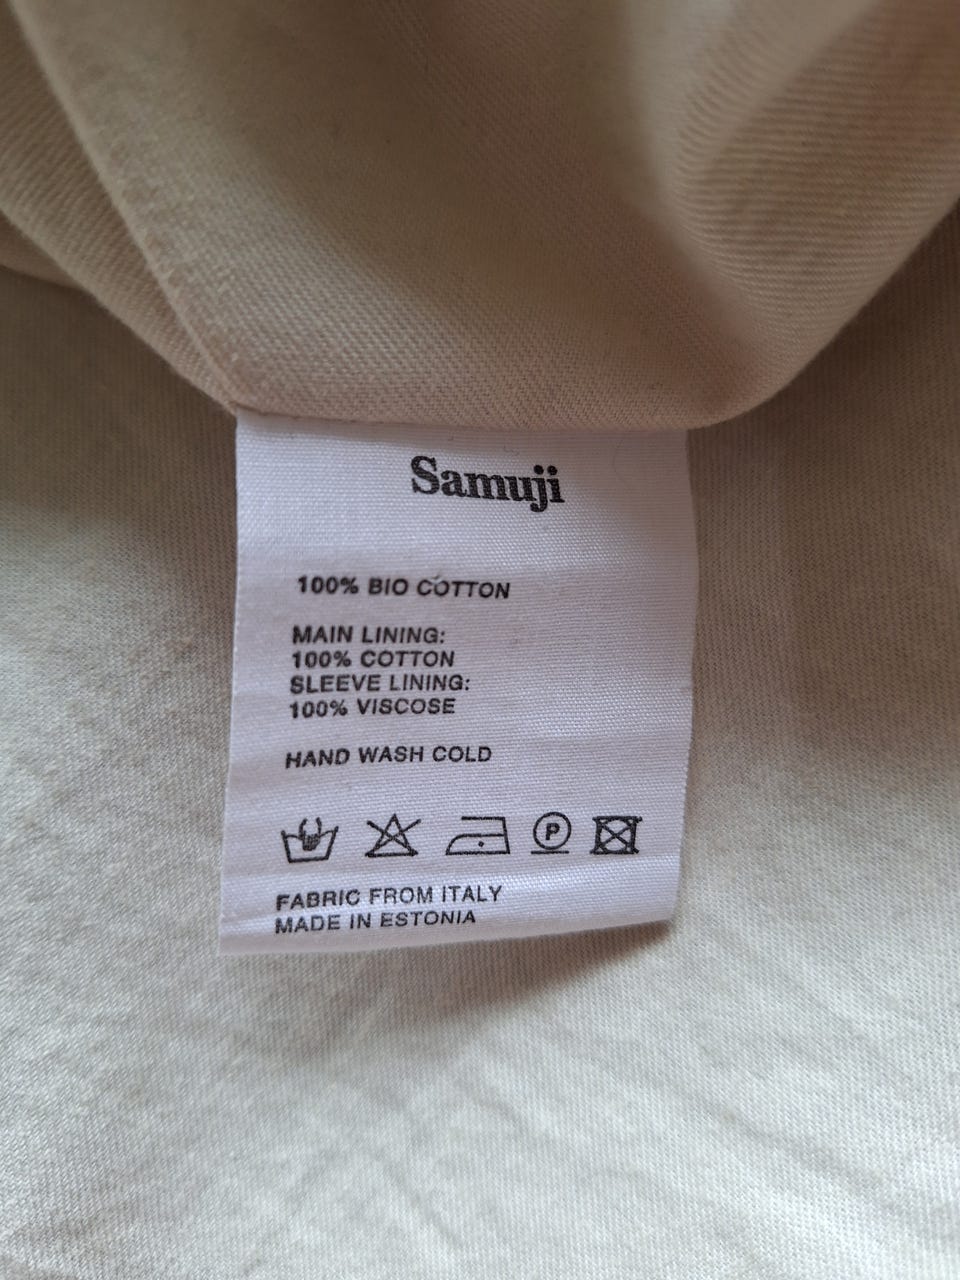 Samuji
100% BIO COTTON
MAIN LINING:
100% COTTON
SLEEVE LINING:
100% VISCOSE
HAND WASH COLD
P
FABRIC FROM ITALY
MADE IN ESTONIA